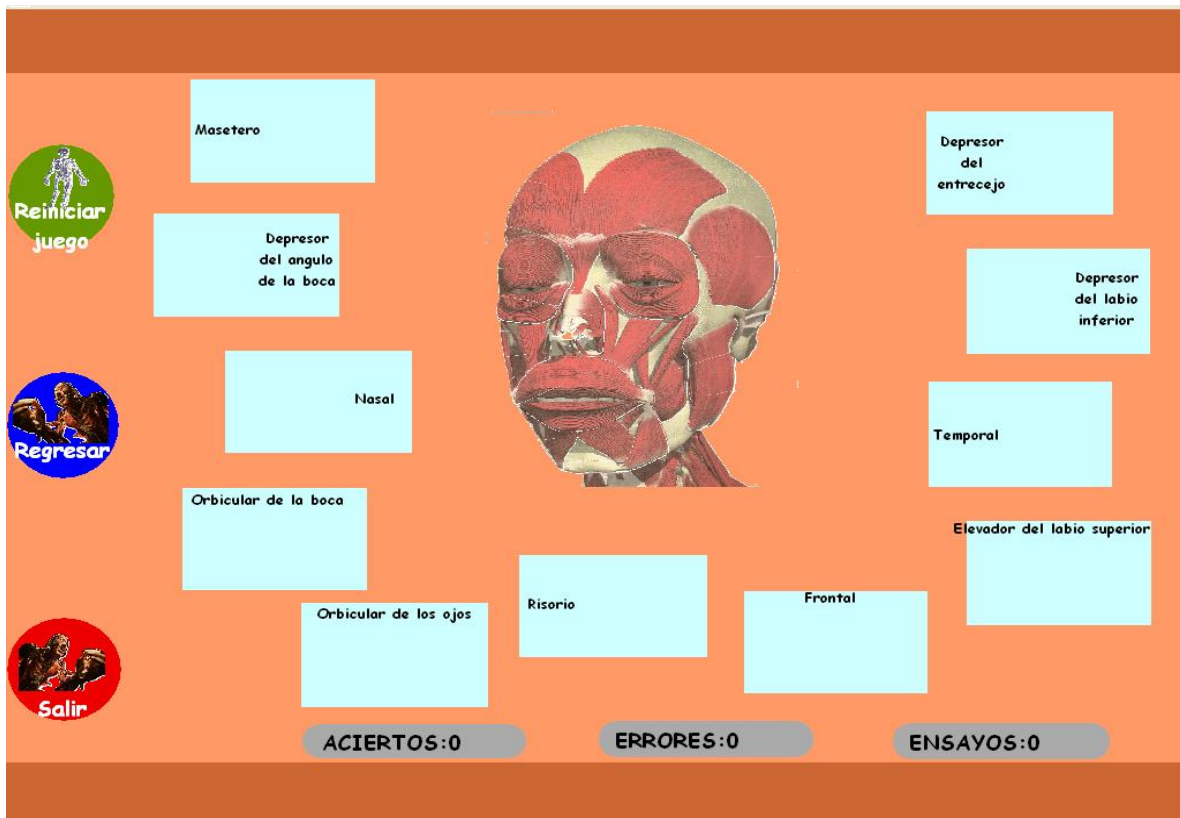 Masetero
Depresor
del
entrecejo
Reiniciar
juego
Depresor
del angulo
de la boca
Depresor
del labio
inferior
Nasal
Temporal
Regresar
Orbicular de la boca
Elevador del labio superior
Orbicular de los ojos
Risorio
Frontal
Salir
ACIERTOS:0
ERRORES:0
ENSAYOS:0